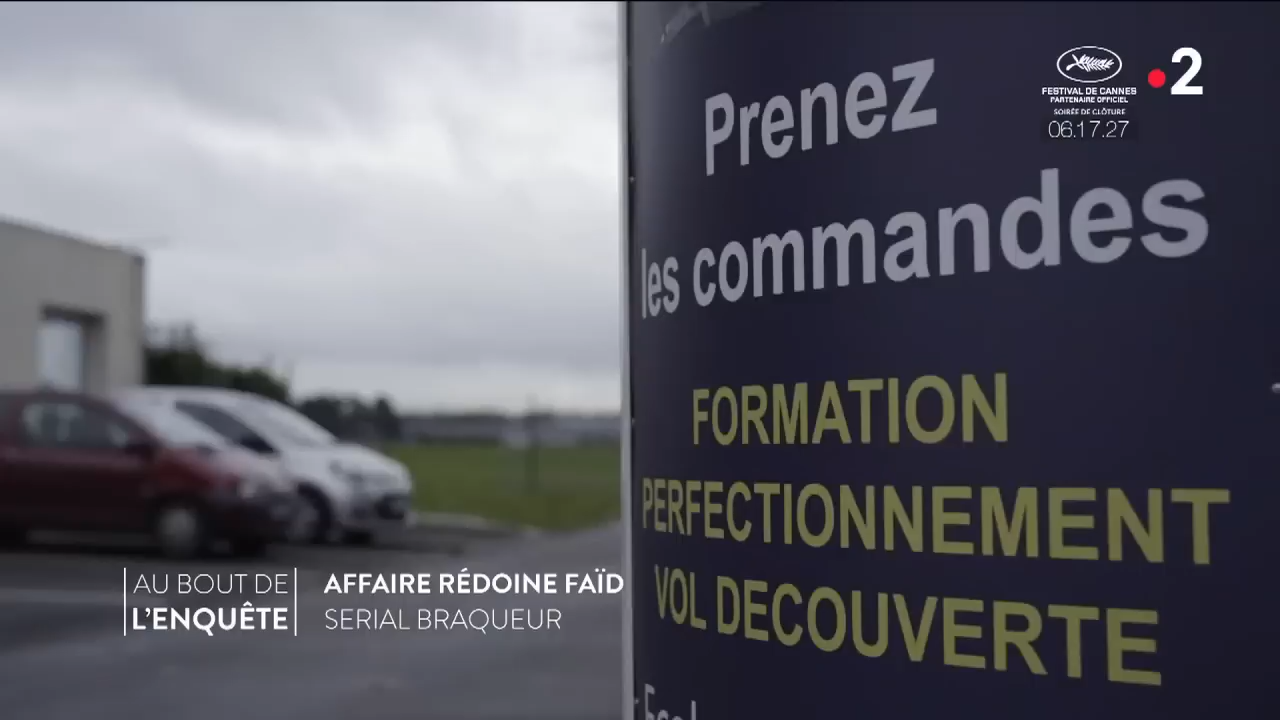 Prenez
les commandes
FORMATION
PERFECTIONNEMENT
VOL DECOUVERTE
FESTIVAL DE CANNES
PARTENAIRE OFFICIEL
SOIRÉE DE CLÔTURE
06.17.27
2
AU BOUT DE
L'ENQUÊTE
AFFAIRE RÉDOINE FAÏD
SERIAL BRAQUEUR